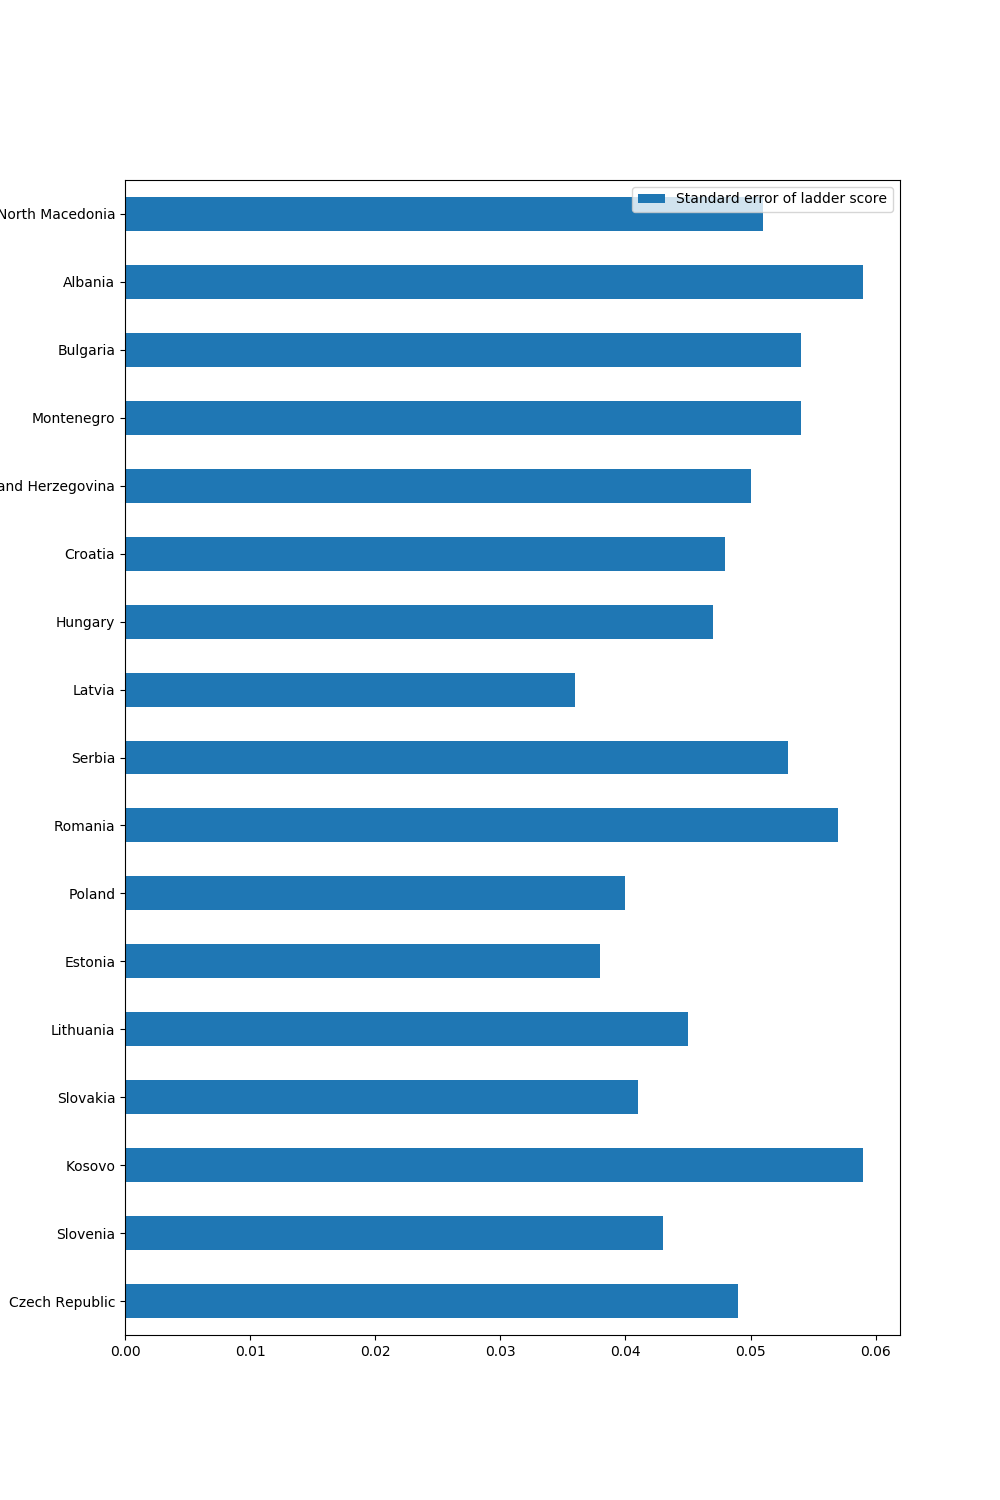 Standard error of ladder score
North Macedonia
Albania
Bulgaria
Montenegro
and Herzegovina
Croatia
Hungary
Latvia
Serbia
Romania
Poland
Estonia
Lithuania
Slovakia
Kosovo
Slovenia
Czech Republic
0.00 0.01 0.02 0.03 0.04 0.05 0.06